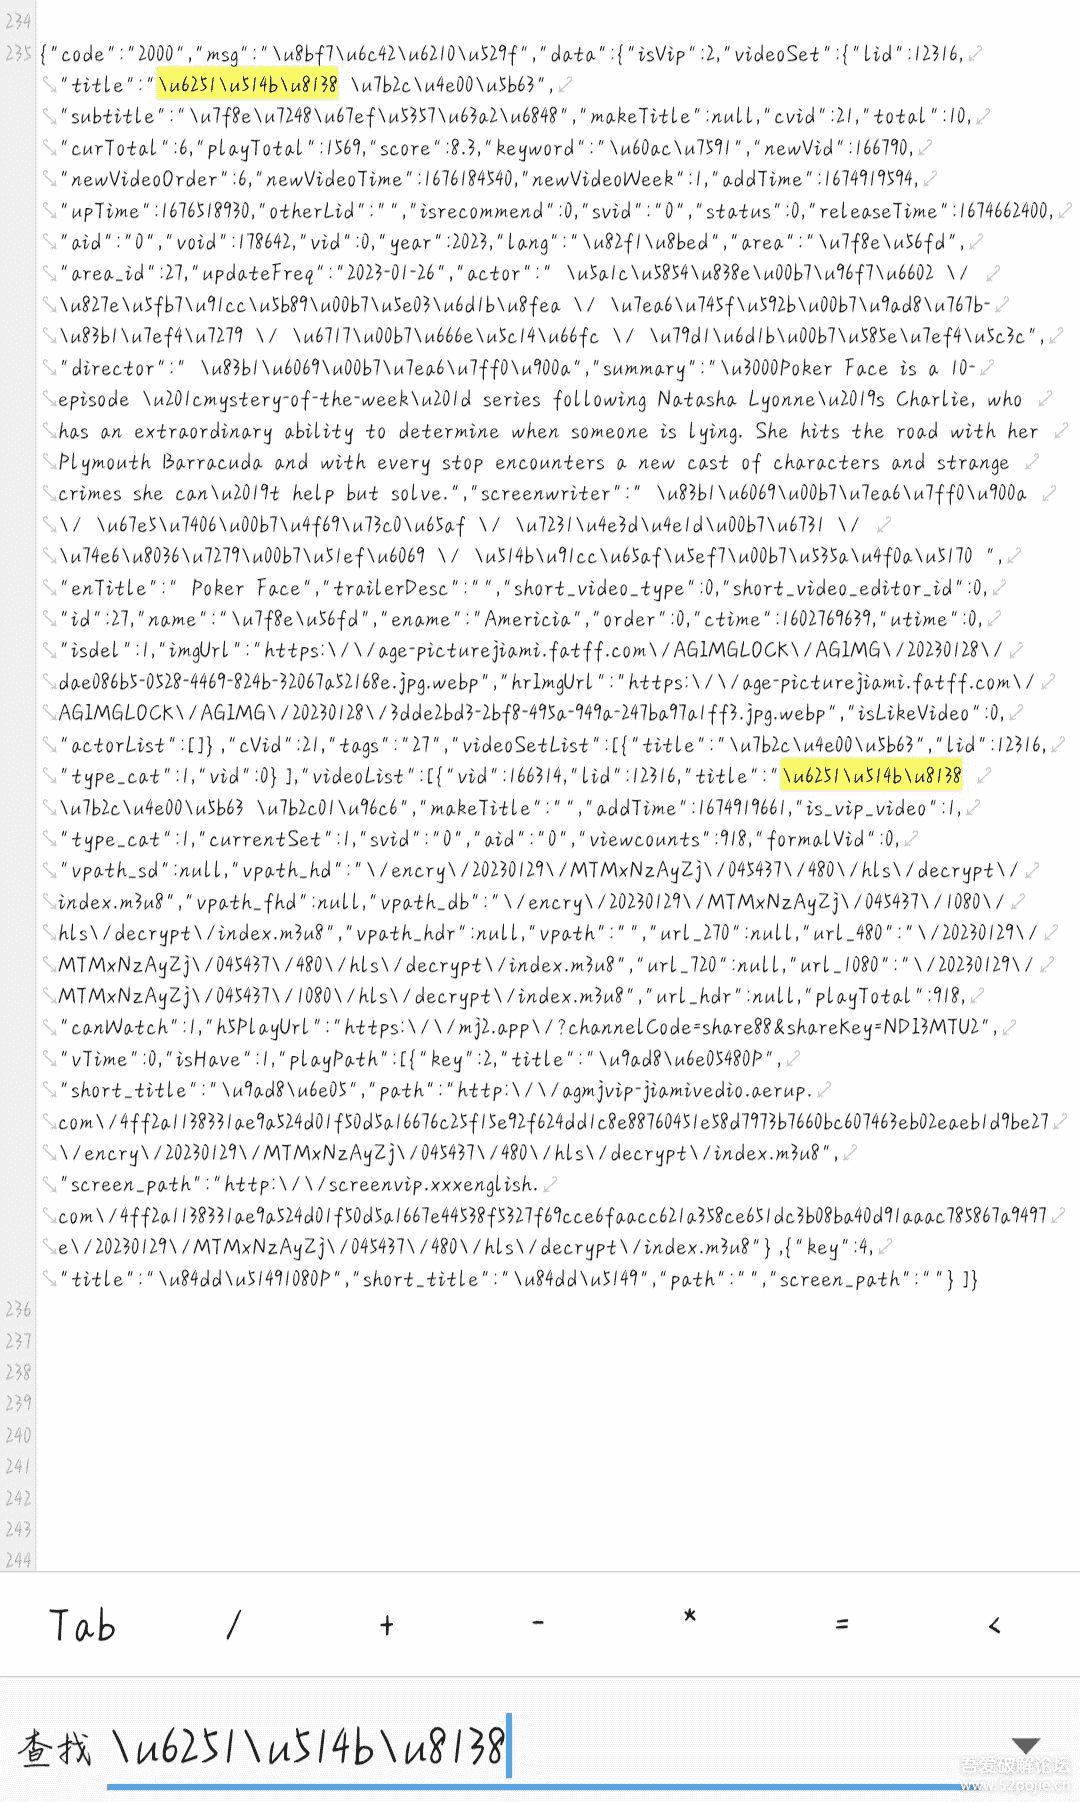 234
235 {"code":"2000","msg":"\u8bf7\u6c42\u6210\u529f","data":{"isVip":2,"videoSet":{"lid":12316,
"title":"\u6251\u514b\u8138 \u7b2c\u4e00\u5b63",
"subtitle":"\u7f8e\u7248\u67ef\u5357\u63a2\u6848","makeTitle":null,"cvid":21,"total":10,
"curTotal":6,"playTotal":1569,"score":8.3,"keyword":"\u60ac\u7591","newVid":166790,
"newVideoOrder":6,"newVideoTime":1676184540,"newVideoWeek":1,"addTime":1674919594,
"upTime":1676518930,"otherLid":"","isrecommend":0,"svid":"0","status":0,"releaseTime":1674662400,
"aid":"0","void":178642,"vid":0,"year":2023,"lang":"\u82f1\u8bed","area":"\u7f8e\u56fd",
"area_id":27,"updateFreq":"2023-01-26","actor":" \u5a1c\u5854\u838e\u00b7\u96f7\u6602 \/
\u827e\u5fb7\u91cc\u5b89\u00b7\u5e03\u6d1b\u8fea \/ \u7ea6\u745f\u592b\u00b7\u9ad8\u767b-
\u83b1\u7ef4\u7279 \/ \u6717\u00b7\u666e\u5c14\u66fc \/ \u79d1\u6d1b\u00b7\u585e\u7ef4\u5c3c",
"director":" \u83b1\u6069\u00b7\u7ea6\u7ff0\u900a","summary":"\u3000Poker Face is a 10-
episode \u201cmystery-of-the-week\u201d series following Natasha Lyonne\u2019s Charlie, who
has an extraordinary ability to determine when someone is lying. She hits the road with her
Plymouth Barracuda and with every stop encounters a new cast of characters and strange
crimes she can\u2019t help but solve.","screenwriter":" \u83b1\u6069\u00b7\u7ea6\u7ff0\u900a
\/ \u67e5\u7406\u00b7\u4f69\u73c0\u65af \/ \u7231\u4e3d\u4e1d\u00b7\u6731 \/
\u74e6\u8036\u7279\u00b7\u51ef\u6069 \/ \u514b\u91cc\u65af\u5ef7\u00b7\u535a\u4f0a\u5170 ",
"enTitle":" Poker Face","trailerDesc":"","short_video_type":0,"short_video_editor_id":0,
"id":27,"name":"\u7f8e\u56fd","ename":"Americia","order":0,"ctime":1602769639,"utime":0,
"isdel":1,"imgUrl":"https:\/\/age-picturejiami.fatff.com\/AGIMGLOCK\/AGIMG\/20230128\/
dae086b5-0528-4469-824b-32067a52168e.jpg.webp","hrImgUrl":"https:\/\/age-picturejiami.fatff.com\/
AGIMGLOCK\/AGIMG\/20230128\/3dde2bd3-2bf8-495a-949a-247ba97a1ff3.jpg.webp","isLikeVideo":0,
"actorList":[]},"cVid":21,"tags":"27","videoSetList":[{"title":"\u7b2c\u4e00\u5b63","lid":12316,
"type_cat":1,"vid":0}],"videoList":[{"vid":166314,"lid":12316,"title":"\u6251\u514b\u8138
\u7b2c\u4e00\u5b63 \u7b2c01\u96c6","makeTitle":"","addTime":1674919661,"is_vip_video":1,
"type_cat":1,"currentSet":1,"svid":"0","aid":"0","viewcounts":918,"formalVid":0,
"vpath_sd":null,"vpath_hd":"\/encry\/20230129\/MTMxNzAyZj\/045437\/480\/hls\/decrypt\/
index.m3u8","vpath_fhd":null,"vpath_db":"\/encry\/20230129\/MTMxNzAyZj\/045437\/1080\/
hls\/decrypt\/index.m3u8","vpath_hdr":null,"vpath":"","url_270":null,"url_480":"\/20230129\/
MTMxNzAyZj\/045437\/480\/hls\/decrypt\/index.m3u8","url_720":null,"url_1080":"\/20230129\/
MTMxNzAyZj\/045437\/1080\/hls\/decrypt\/index.m3u8","url_hdr":null,"playTotal":918,
"canWatch":1,"h5PlayUrl":"https:\/\/mj2.app\/?channelCode=share88&shareKey=NDI3MTU2",
"vTime":0,"isHave":1,"playPath":[{"key":2,"title":"\u9ad8\u6e05480P",
"short_title":"\u9ad8\u6e05","path":"http:\/\/agmjvip-jiamivedio.aerup.
com\/4ff2a1138331ae9a524d01f50d5a16676c25f15e92f624dd1c8e88760451e58d7973b7660bc607463eb02eaeb1d9be27
\/encry\/20230129\/MTMxNzAyZj\/045437\/480\/hls\/decrypt\/index.m3u8",
"screen_path":"http:\/\/screenvip.xxxenglish.
com\/4ff2a1138331ae9a524d01f50d5a1667e44538f5327f69cce6faacc621a358ce651dc3b08ba40d91aaac785867a9497
e\/20230129\/MTMxNzAyZj\/045437\/480\/hls\/decrypt\/index.m3u8"},{"key":4,
"title":"\u84dd\u51491080P","short_title":"\u84dd\u5149","path":"","screen_path":""}]}
236
237
238
239
240
241
242
243
244
Tab / + - * = <
查找 \u6251\u514b\u8138
吾爱破解论坛
www.52pojie.cn